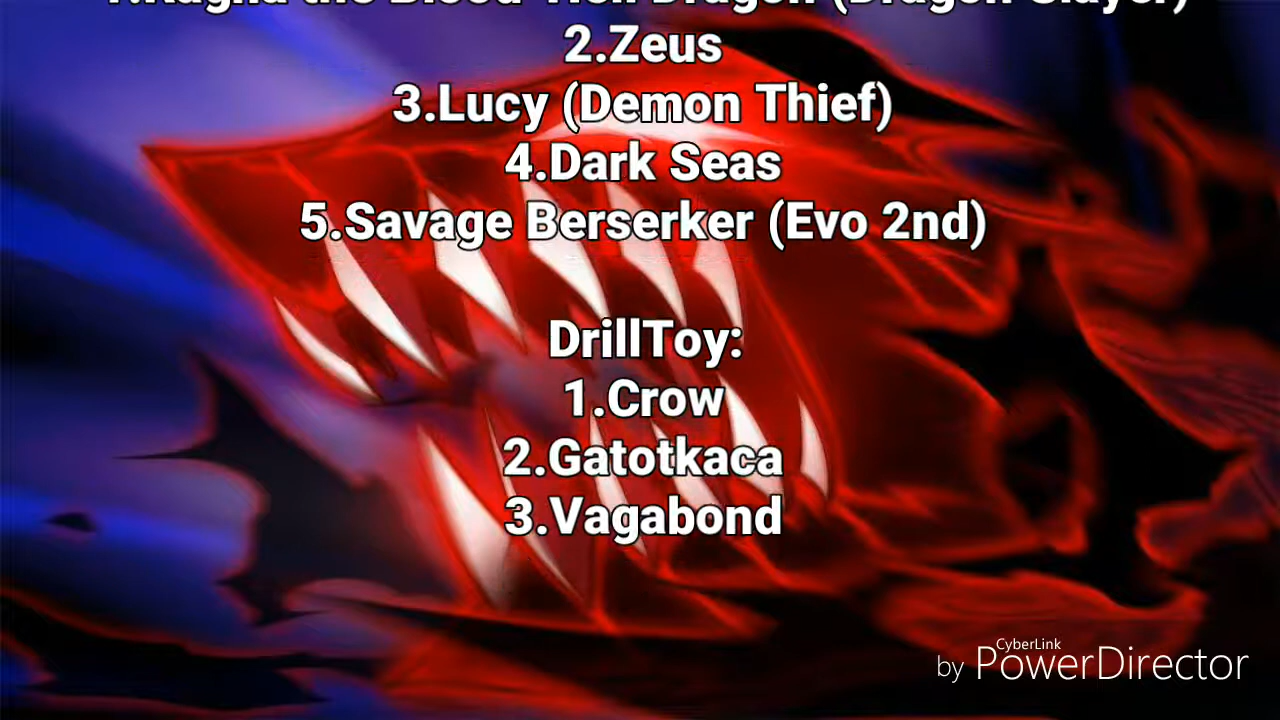 2.Zeus
3.Lucy (Demon Thief)
4.Dark Seas
5.Savage Berserker (Evo 2nd)
DrillToy:
1.Crow
2.Gatotkaca
3.Vagabond
CyberLink
by PowerDirector